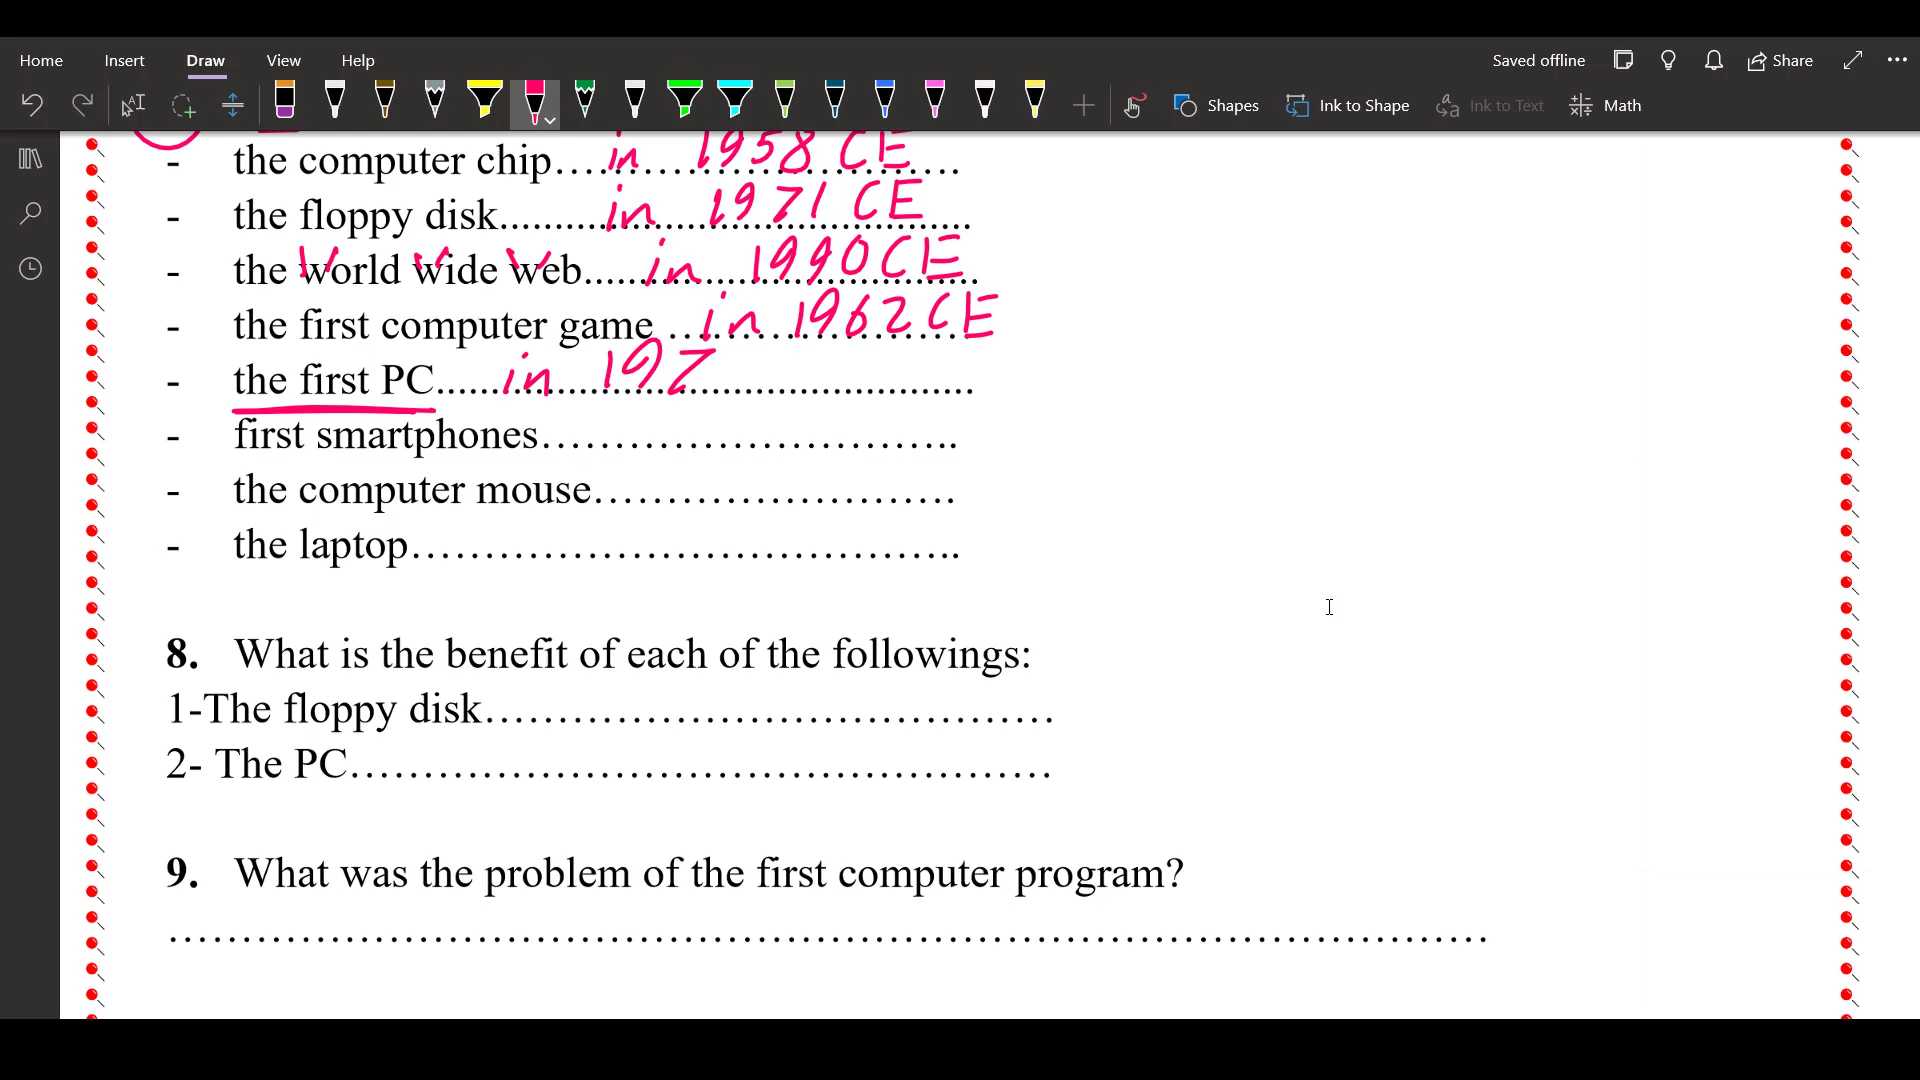 Home Insert Draw View Help Saved offline Share
Shapes Ink to Shape Ink to Text Math
- the computer chip…in 1958 CE……
- the floppy disk......in 1971 CE......
- the world wide web......in 1990 CE......
- the first computer game …in 1962 CE
- the first PC......in 197......
- first smartphones………………………..
- the computer mouse…………………….
- the laptop………………………………..
8. What is the benefit of each of the followings:
1-The floppy disk…………………………………
2- The PC…………………………………………
9. What was the problem of the first computer program?
………………………………………………………………………………